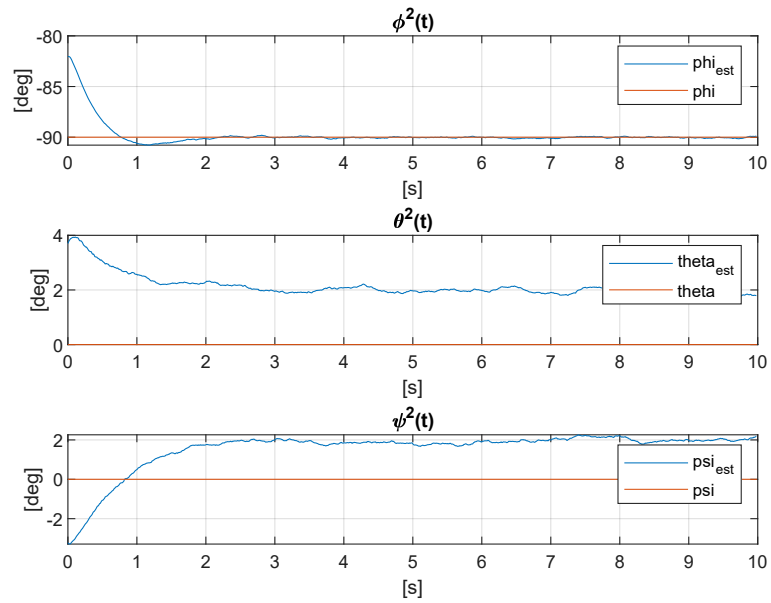 ϕ²(t)
-80
-85
-90
[deg]
phi_est
phi
0 1 2 3 4 5 6 7 8 9 10
[s]
θ²(t)
4
2
0
[deg]
theta_est
theta
0 1 2 3 4 5 6 7 8 9 10
[s]
ψ²(t)
2
0
-2
[deg]
psi_est
psi
0 1 2 3 4 5 6 7 8 9 10
[s]